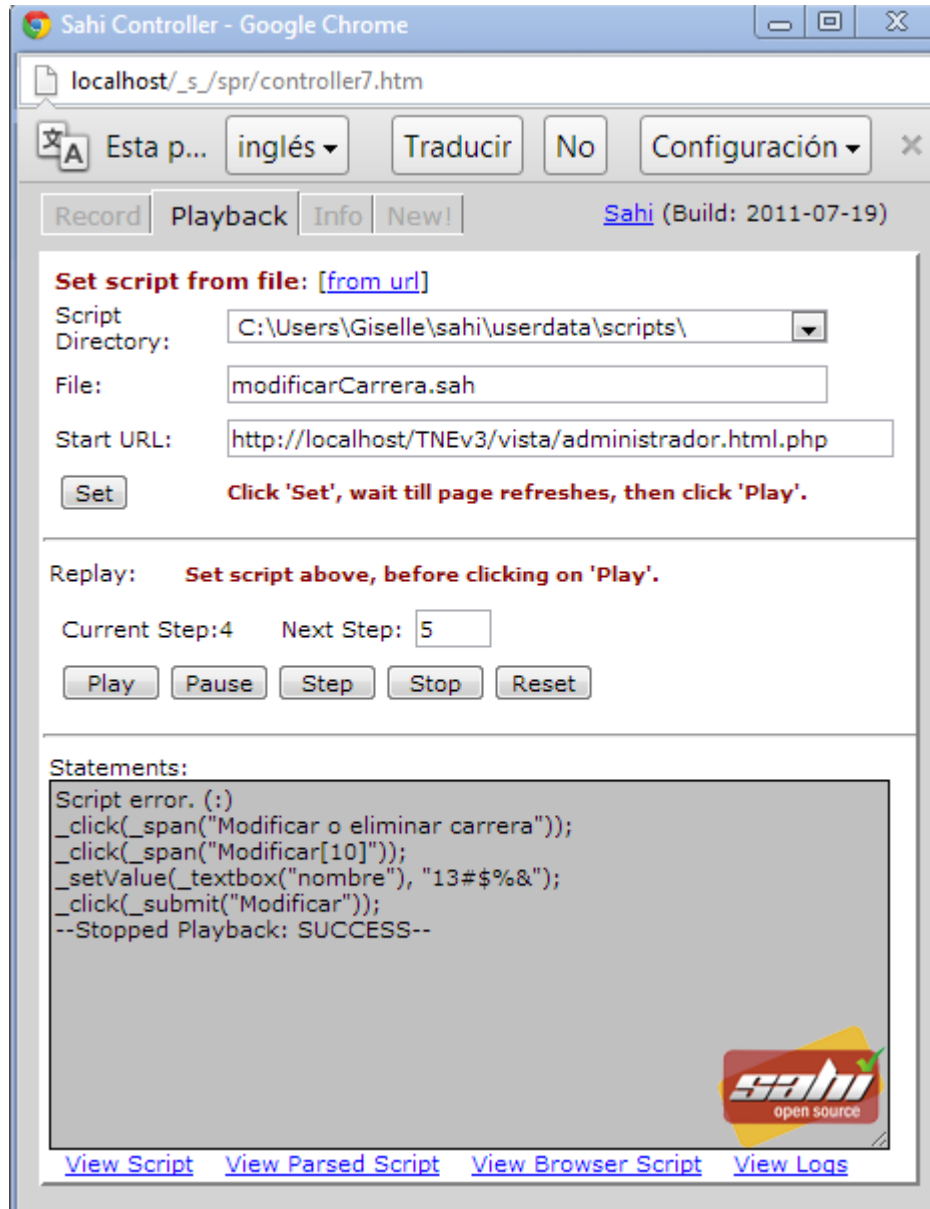 Sahi Controller - Google Chrome
localhost/_s_/spr/controller7.htm
Esta p... inglés Traducir No Configuración
Record Playback Info New! Sahi (Build: 2011-07-19)
Set script from file: [from url]
Script Directory: C:\Users\Giselle\sahi\userdata\scripts\
File: modificarCarrera.sah
Start URL: http://localhost/TNEv3/vista/administrador.html.php
Set Click 'Set', wait till page refreshes, then click 'Play'.
Replay: Set script above, before clicking on 'Play'.
Current Step:4 Next Step: 5
Play Pause Step Stop Reset
Statements:
Script error. (:)
_click(_span("Modificar o eliminar carrera"));
_click(_span("Modificar[10]"));
_setValue(_textbox("nombre"), "13#$%&");
_click(_submit("Modificar"));
--Stopped Playback: SUCCESS--
sahi
open source
View Script View Parsed Script View Browser Script View Logs